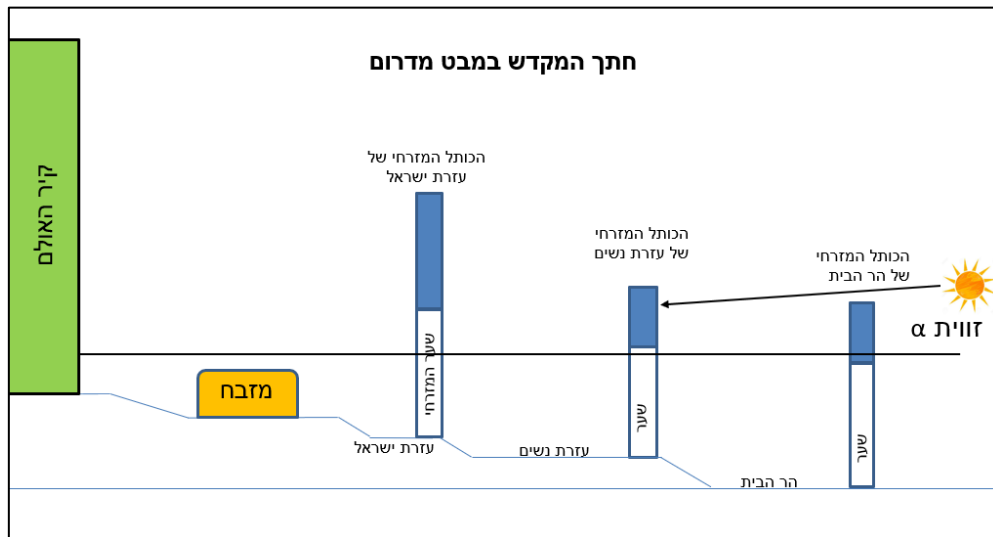 חתך המקדש במבט מדרום
קיר האולם
הכותל המזרחי של
עזרת ישראל
הכותל המזרחי
של עזרת נשים
הכותל המזרחי
של הר הבית
זווית α
שער המזרחי
שער
שער
מזבח
עזרת ישראל
עזרת נשים
הר הבית